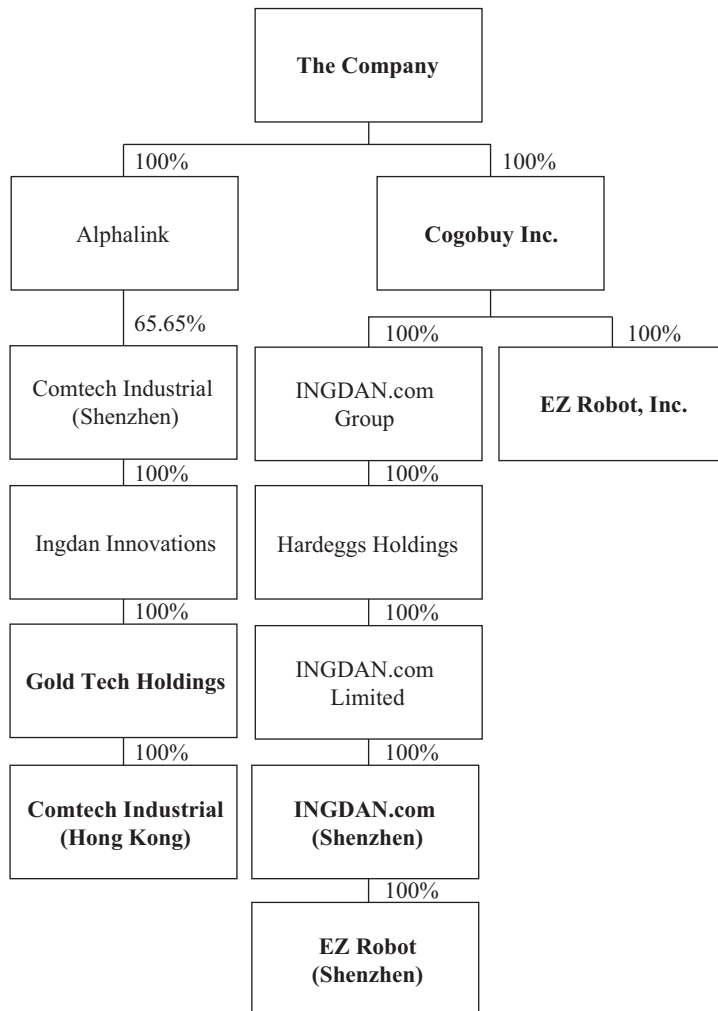 The Company
100%
100%
Alphalink
Cogobuy Inc.
65.65%
100%
100%
Comtech Industrial
(Shenzhen)
INGDAN.com
Group
EZ Robot, Inc.
100%
100%
Ingdan Innovations
Hardeggs Holdings
100%
100%
Gold Tech Holdings
INGDAN.com
Limited
100%
100%
Comtech Industrial
(Hong Kong)
INGDAN.com
(Shenzhen)
100%
EZ Robot
(Shenzhen)